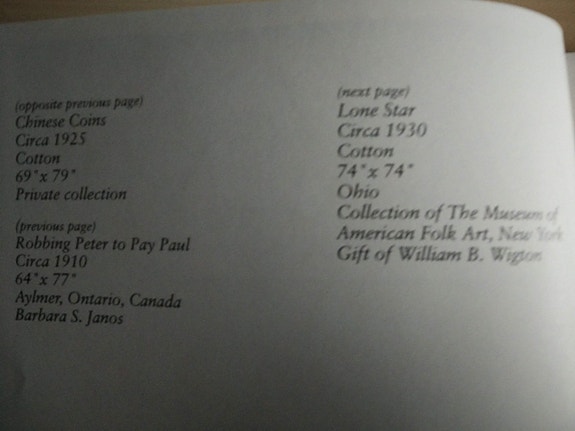 (opposite previous page)
Chinese Coins
Circa 1925
Cotton
69"x 79"
Private collection
(previous page)
Robbing Peter to Pay Paul
Circa 1910
64"x 77"
Aylmer, Ontario, Canada
Barbara S. Janos
(next page)
Lone Star
Circa 1930
Cotton
74"x 74"
Ohio
Collection of The Museum of
American Folk Art, New York
Gift of William B. Wigton